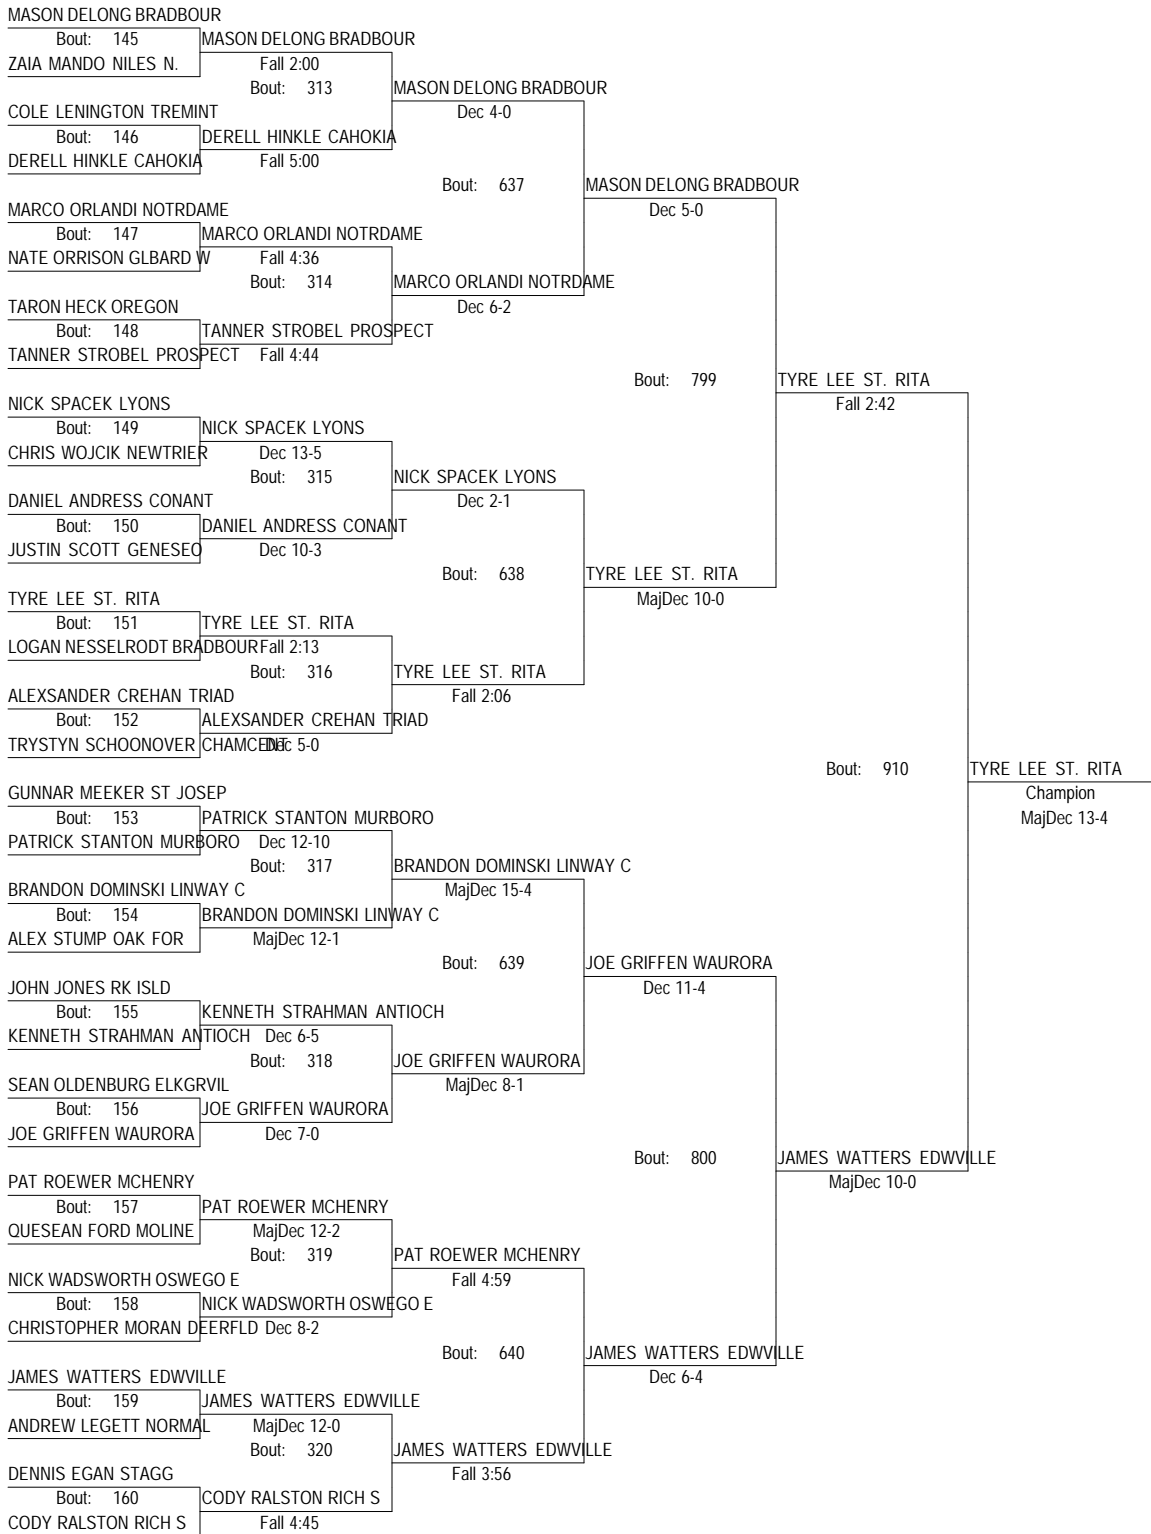 MASON DELONG BRADBOUR
Bout: 145 MASON DELONG BRADBOUR
ZAIA MANDO NILES N. Fall 2:00
Bout: 313 MASON DELONG BRADBOUR
COLE LENINGTON TREMINT Dec 4-0
Bout: 146 DERELL HINKLE CAHOKIA
DERELL HINKLE CAHOKIA Fall 5:00
Bout: 637 MASON DELONG BRADBOUR
MARCO ORLANDI NOTRDAME Dec 5-0
Bout: 147 MARCO ORLANDI NOTRDAME
NATE ORRISON GLBARD W Fall 4:36
Bout: 314 MARCO ORLANDI NOTRDAME
TARON HECK OREGON Dec 6-2
Bout: 148 TANNER STROBEL PROSPECT
TANNER STROBEL PROSPECT Fall 4:44
Bout: 799 TYRE LEE ST. RITA
NICK SPACEK LYONS Fall 2:42
Bout: 149 NICK SPACEK LYONS
CHRIS WOJCIK NEWTRIER Dec 13-5
Bout: 315 NICK SPACEK LYONS
DANIEL ANDRESS CONANT Dec 2-1
Bout: 150 DANIEL ANDRESS CONANT
JUSTIN SCOTT GENESEO Dec 10-3
Bout: 638 TYRE LEE ST. RITA
TYRE LEE ST. RITA MajDec 10-0
Bout: 151 TYRE LEE ST. RITA
LOGAN NESSELRODT BRADBOUR Fall 2:13
Bout: 316 TYRE LEE ST. RITA
ALEXSANDER CREHAN TRIAD Fall 2:06
Bout: 152 ALEXSANDER CREHAN TRIAD
TRYSTYN SCHOONOVER CHAMCENT Dec 5-0
Bout: 910 TYRE LEE ST. RITA
GUNNAR MEEKER ST JOSEP Champion
Bout: 153 PATRICK STANTON MURBORO MajDec 13-4
PATRICK STANTON MURBORO Dec 12-10
Bout: 317 BRANDON DOMINSKI LINWAY C
BRANDON DOMINSKI LINWAY C MajDec 15-4
Bout: 154 BRANDON DOMINSKI LINWAY C
ALEX STUMP OAK FOR MajDec 12-1
Bout: 639 JOE GRIFFEN WAURORA
JOHN JONES RK ISLD Dec 11-4
Bout: 155 KENNETH STRAHMAN ANTIOCH
KENNETH STRAHMAN ANTIOCH Dec 6-5
Bout: 318 JOE GRIFFEN WAURORA
SEAN OLDENBURG ELKGRVIL MajDec 8-1
Bout: 156 JOE GRIFFEN WAURORA
JOE GRIFFEN WAURORA Dec 7-0
Bout: 800 JAMES WATTERS EDWVILLE
PAT ROEWER MCHENRY MajDec 10-0
Bout: 157 PAT ROEWER MCHENRY
QUESEAN FORD MOLINE MajDec 12-2
Bout: 319 PAT ROEWER MCHENRY
NICK WADSWORTH OSWEGO E Fall 4:59
Bout: 158 NICK WADSWORTH OSWEGO E
CHRISTOPHER MORAN DEERFLD Dec 8-2
Bout: 640 JAMES WATTERS EDWVILLE
JAMES WATTERS EDWVILLE Dec 6-4
Bout: 159 JAMES WATTERS EDWVILLE
ANDREW LEGETT NORMAL MajDec 12-0
Bout: 320 JAMES WATTERS EDWVILLE
DENNIS EGAN STAGG Fall 3:56
Bout: 160 CODY RALSTON RICH S
CODY RALSTON RICH S Fall 4:45